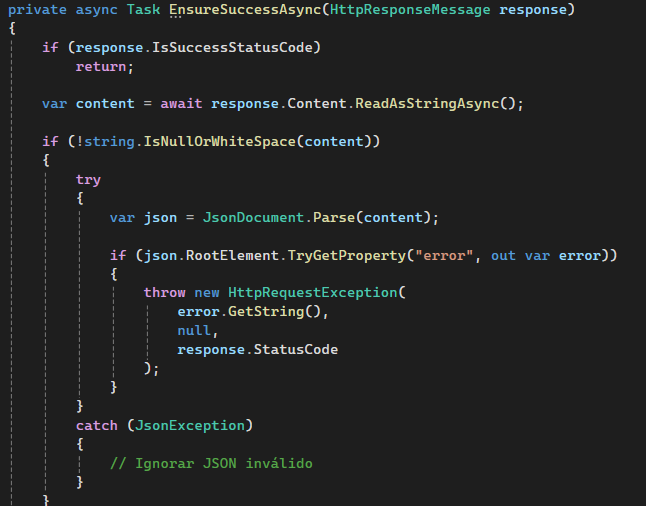 private async Task EnsureSuccessAsync(HttpResponseMessage response)
{
    if (response.IsSuccessStatusCode)
        return;

    var content = await response.Content.ReadAsStringAsync();

    if (!string.IsNullOrWhiteSpace(content))
    {
        try
        {
            var json = JsonDocument.Parse(content);

            if (json.RootElement.TryGetProperty("error", out var error))
            {
                throw new HttpRequestException(
                    error.GetString(),
                    null,
                    response.StatusCode
                );
            }
        }
        catch (JsonException)
        {
            // Ignorar JSON inválido
        }
    }